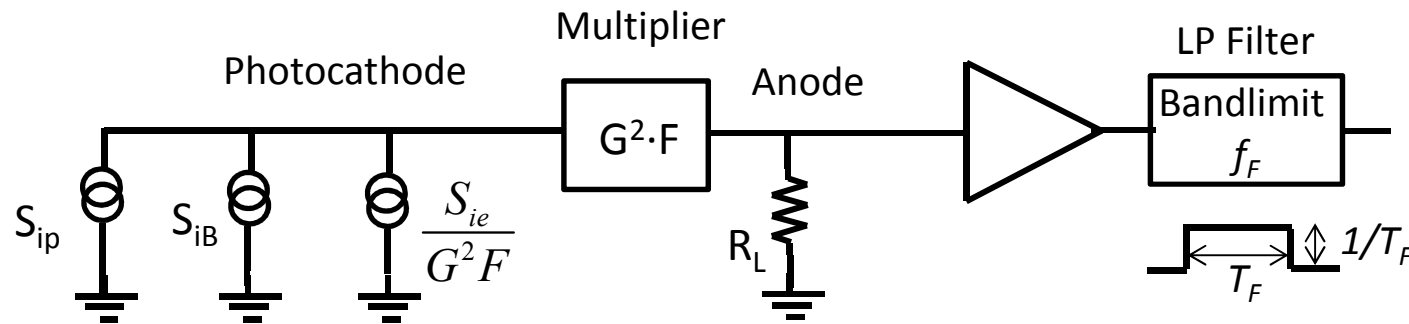 Multiplier
LP Filter
Photocathode
Anode
G²·F
Bandlimit
f_F
S_ip
S_iB
S_ie
G²F
R_L
1/T_F
T_F